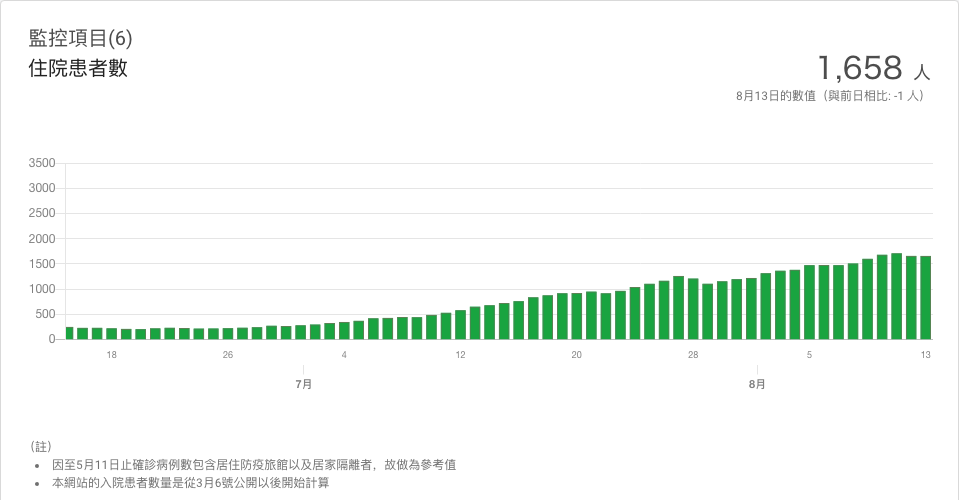 監控項目(6)
住院患者數
1,658 人
8月13日的數值（與前日相比: -1 人）
3500
3000
2500
2000
1500
1000
500
0
18 26 4 12 20 28 5 13
7月 8月
（註）
• 因至5月11日止確診病例數包含居住防疫旅館以及居家隔離者，故做為參考值
• 本網站的入院患者數量是從3月6號公開以後開始計算